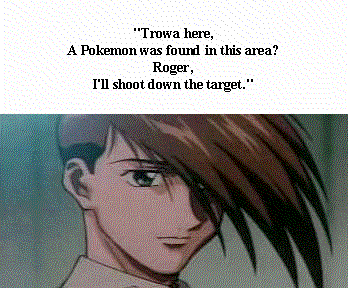 "Trowa here,
A Pokemon was found in this area?
Roger,
I'll shoot down the target."